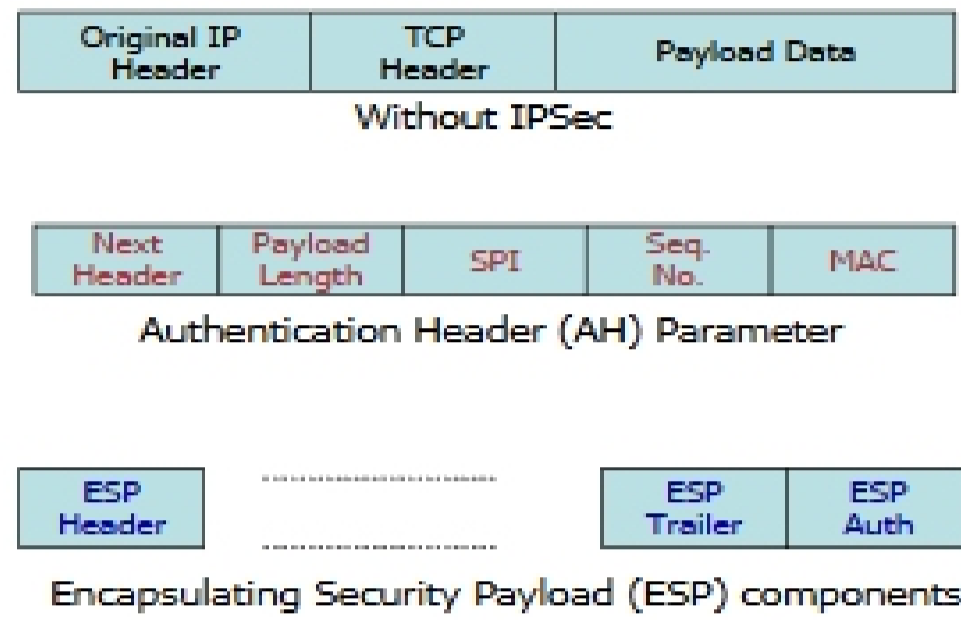 Original IP
Header
TCP
Header
Payload Data
Without IPSec
Next
Header
Payload
Length
SPI
Seq.
No.
MAC
Authentication Header (AH) Parameter
ESP
Header
ESP
Trailer
ESP
Auth
Encapsulating Security Payload (ESP) components